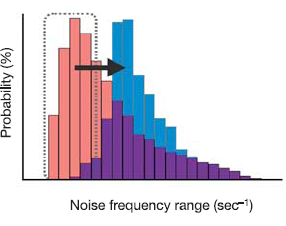 Probability (%)
Noise frequency range (sec⁻¹)